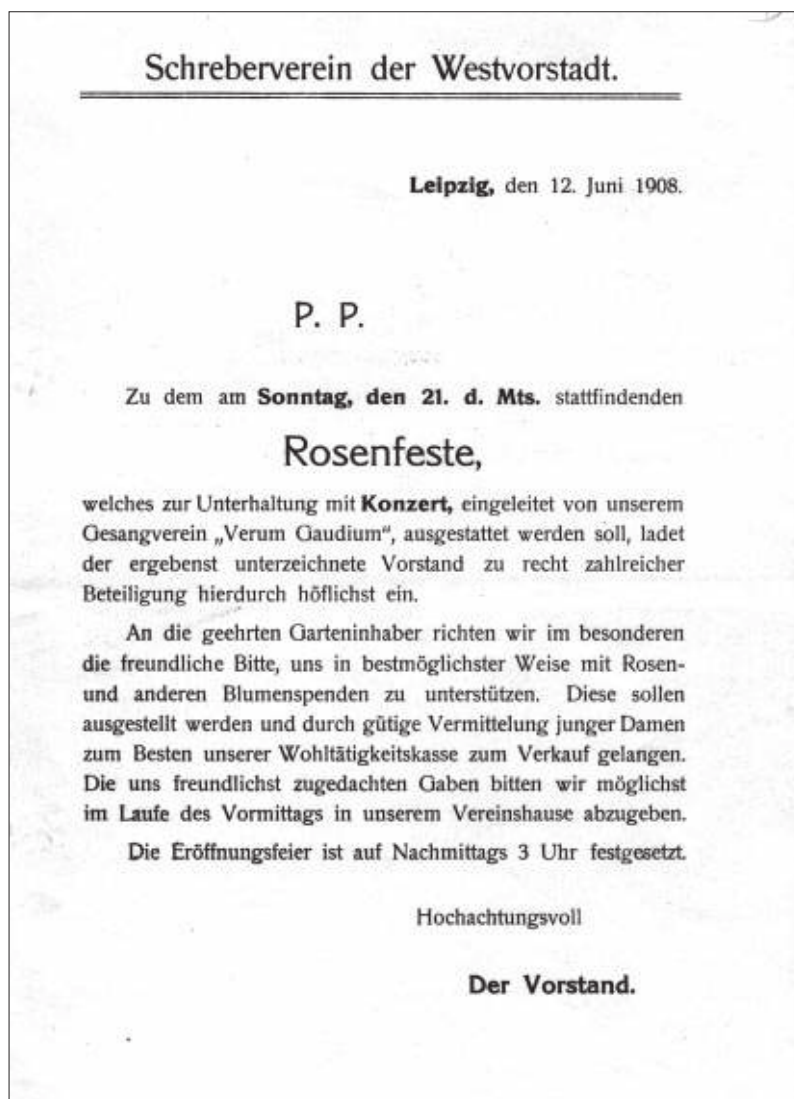 Schreberverein der Westvorstadt.
Leipzig, den 12. Juni 1908.
P. P.
Zu dem am Sonntag, den 21. d. Mts. stattfindenden
Rosenfeste,
welches zur Unterhaltung mit Konzert, eingeleitet von unserem
Gesangverein „Verum Gaudium“, ausgestattet werden soll, ladet
der ergebenst unterzeichnete Vorstand zu recht zahlreicher
Beteiligung hierdurch höflichst ein.
An die geehrten Garteninhaber richten wir im besonderen
die freundliche Bitte, uns in bestmöglichster Weise mit Rosen-
und anderen Blumenspenden zu unterstützen. Diese sollen
ausgestellt werden und durch gütige Vermittelung junger Damen
zum Besten unserer Wohltätigkeitskasse zum Verkauf gelangen.
Die uns freundlichst zugedachten Gaben bitten wir möglichst
im Laufe des Vormittags in unserem Vereinshause abzugeben.
Die Eröffnungsfeier ist auf Nachmittags 3 Uhr festgesetzt.
Hochachtungsvoll
Der Vorstand.